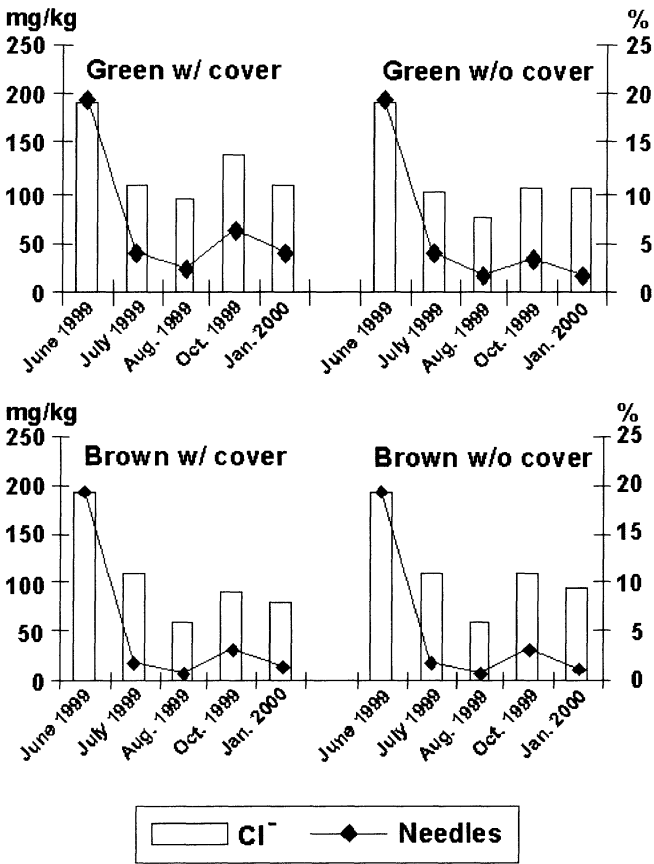 mg/kg %
250 25
Green w/ cover Green w/o cover
200 20
150 15
100 10
50 5
0 0
June 1999 July 1999 Aug. 1999 Oct. 1999 Jan. 2000 June 1999 July 1999 Aug. 1999 Oct. 1999 Jan. 2000
mg/kg %
250 25
Brown w/ cover Brown w/o cover
200 20
150 15
100 10
50 5
0 0
June 1999 July 1999 Aug. 1999 Oct. 1999 Jan. 2000 June 1999 July 1999 Aug. 1999 Oct. 1999 Jan. 2000
Cl⁻ Needles